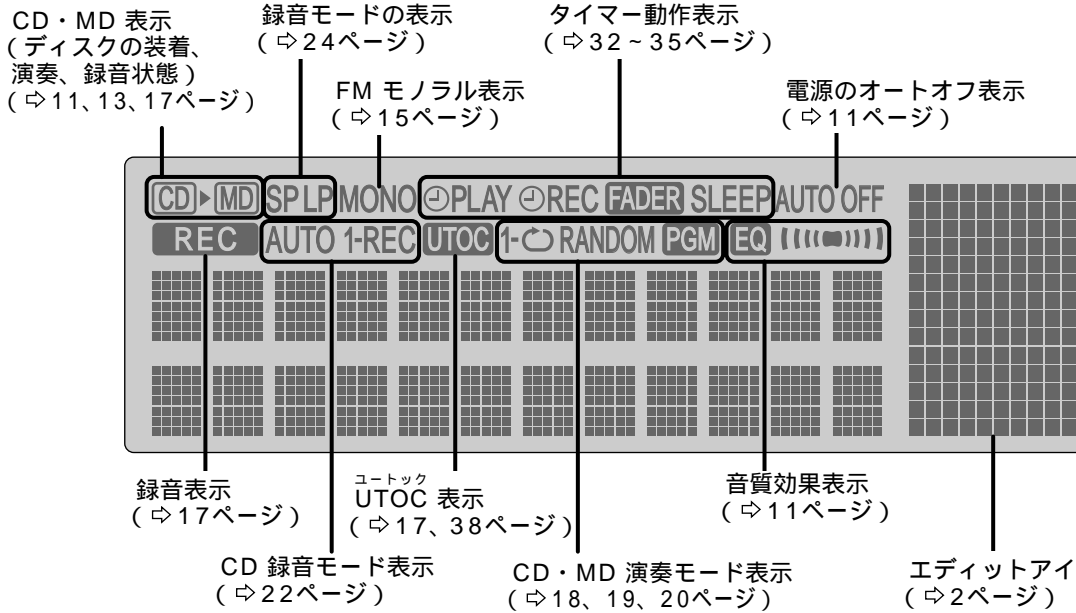 CD・MD 表示
（ディスクの装着、
演奏、録音状態）
（⇨11、13、17ページ）
録音モードの表示
（⇨24ページ）
タイマー動作表示
（⇨32～35ページ）
FM モノラル表示
（⇨15ページ）
電源のオートオフ表示
（⇨11ページ）
CD▶MD SP LP MONO PLAY REC FADER SLEEP AUTO OFF
REC AUTO 1-REC UTOC 1- RANDOM PGM EQ
録音表示
（⇨17ページ）
ユートック
UTOC 表示
（⇨17、38ページ）
音質効果表示
（⇨11ページ）
CD 録音モード表示
（⇨22ページ）
CD・MD 演奏モード表示
（⇨18、19、20ページ）
エディットアイ
（⇨2ページ）